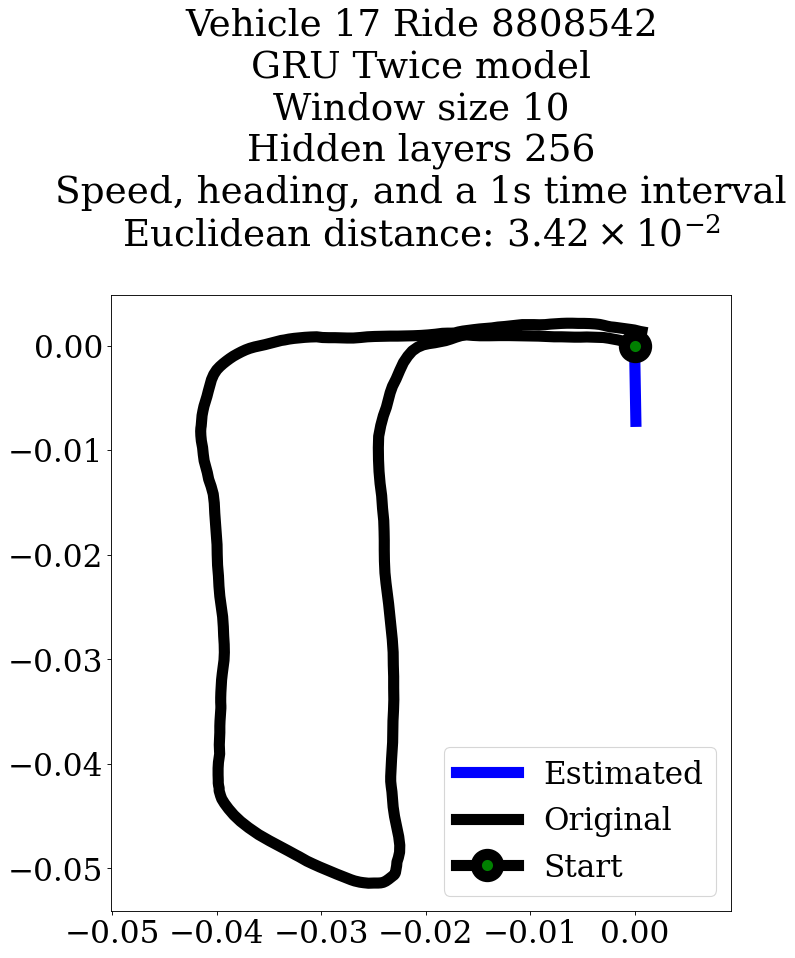 Vehicle 17 Ride 8808542
GRU Twice model
Window size 10
Hidden layers 256
Speed, heading, and a 1s time interval
Euclidean distance: 3.42 × 10⁻²
0.00
−0.01
−0.02
−0.03
−0.04
−0.05
Estimated
Original
Start
−0.05 −0.04 −0.03 −0.02 −0.01 0.00